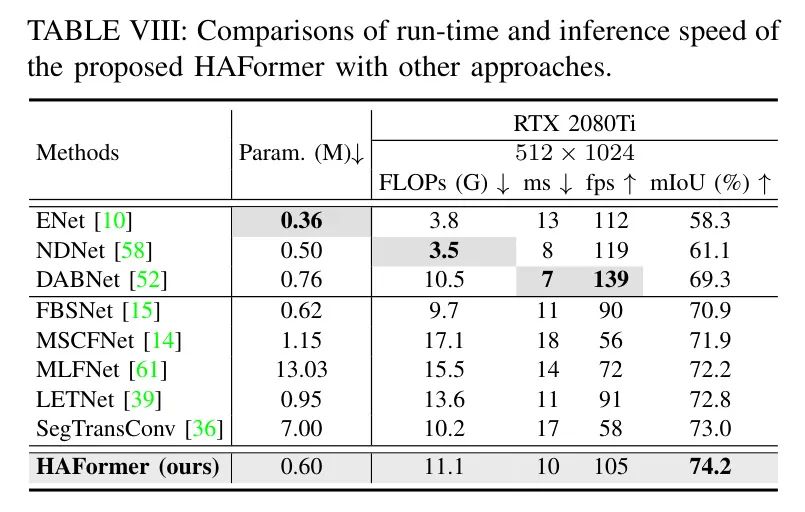 TABLE VIII: Comparisons of run-time and inference speed of
the proposed HAFormer with other approaches.
RTX 2080Ti
Methods Param. (M)↓ 512 × 1024
FLOPs (G) ↓ ms ↓ fps ↑ mIoU (%) ↑
ENet [10] 0.36 3.8 13 112 58.3
NDNet [58] 0.50 3.5 8 119 61.1
DABNet [52] 0.76 10.5 7 139 69.3
FBSNet [15] 0.62 9.7 11 90 70.9
MSCFNet [14] 1.15 17.1 18 56 71.9
MLFNet [61] 13.03 15.5 14 72 72.2
LETNet [39] 0.95 13.6 11 91 72.8
SegTransConv [36] 7.00 10.2 17 58 73.0
HAFormer (ours) 0.60 11.1 10 105 74.2